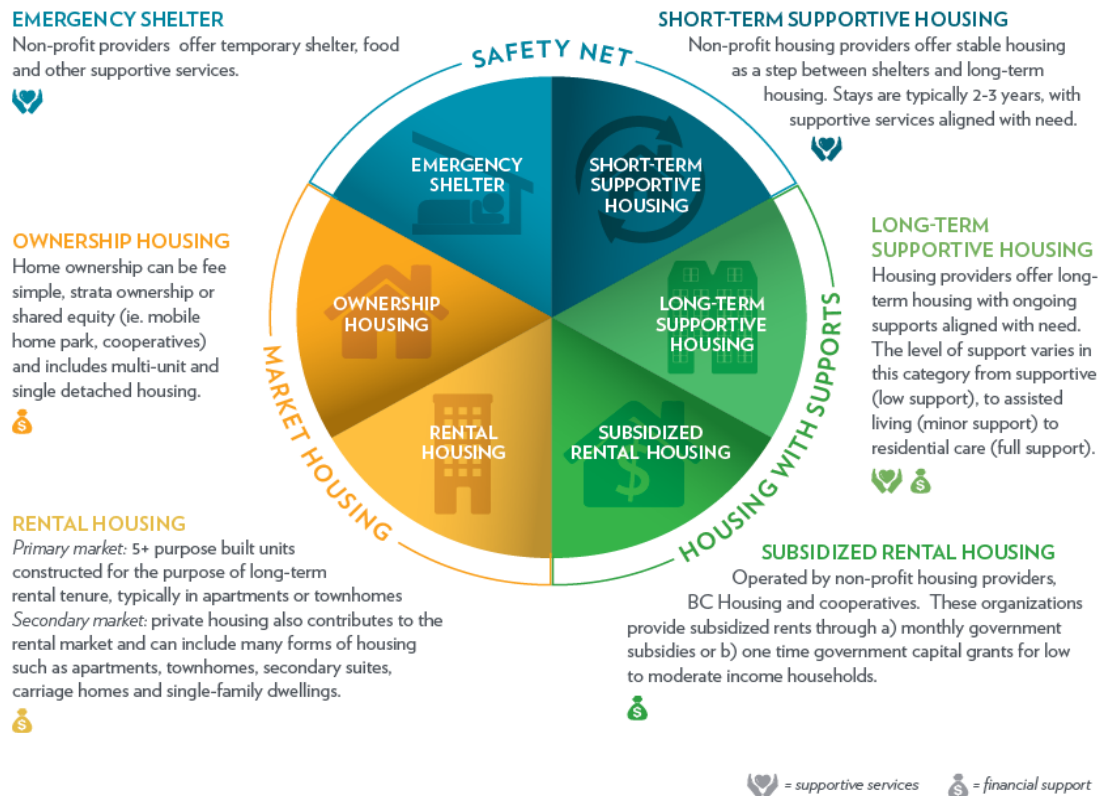 EMERGENCY SHELTER
Non-profit providers offer temporary shelter, food
and other supportive services.
SHORT-TERM SUPPORTIVE HOUSING
Non-profit housing providers offer stable housing
as a step between shelters and long-term
housing. Stays are typically 2-3 years, with
supportive services aligned with need.
SAFETY NET
EMERGENCY
SHELTER
SHORT-TERM
SUPPORTIVE
HOUSING
OWNERSHIP HOUSING
Home ownership can be fee
simple, strata ownership or
shared equity (ie. mobile
home park, cooperatives)
and includes multi-unit and
single detached housing.
OWNERSHIP
HOUSING
LONG-TERM
SUPPORTIVE
HOUSING
LONG-TERM
SUPPORTIVE HOUSING
Housing providers offer long-
term housing with ongoing
supports aligned with need.
The level of support varies in
this category from supportive
(low support), to assisted
living (minor support) to
residential care (full support).
MARKET HOUSING
RENTAL
HOUSING
SUBSIDIZED
RENTAL HOUSING
$
HOUSING WITH SUPPORTS
RENTAL HOUSING
Primary market: 5+ purpose built units
constructed for the purpose of long-term
rental tenure, typically in apartments or townhomes
Secondary market: private housing also contributes to the
rental market and can include many forms of housing
such as apartments, townhomes, secondary suites,
carriage homes and single-family dwellings.
SUBSIDIZED RENTAL HOUSING
Operated by non-profit housing providers,
BC Housing and cooperatives. These organizations
provide subsidized rents through a) monthly government
subsidies or b) one time government capital grants for low
to moderate income households.
= supportive services
= financial support